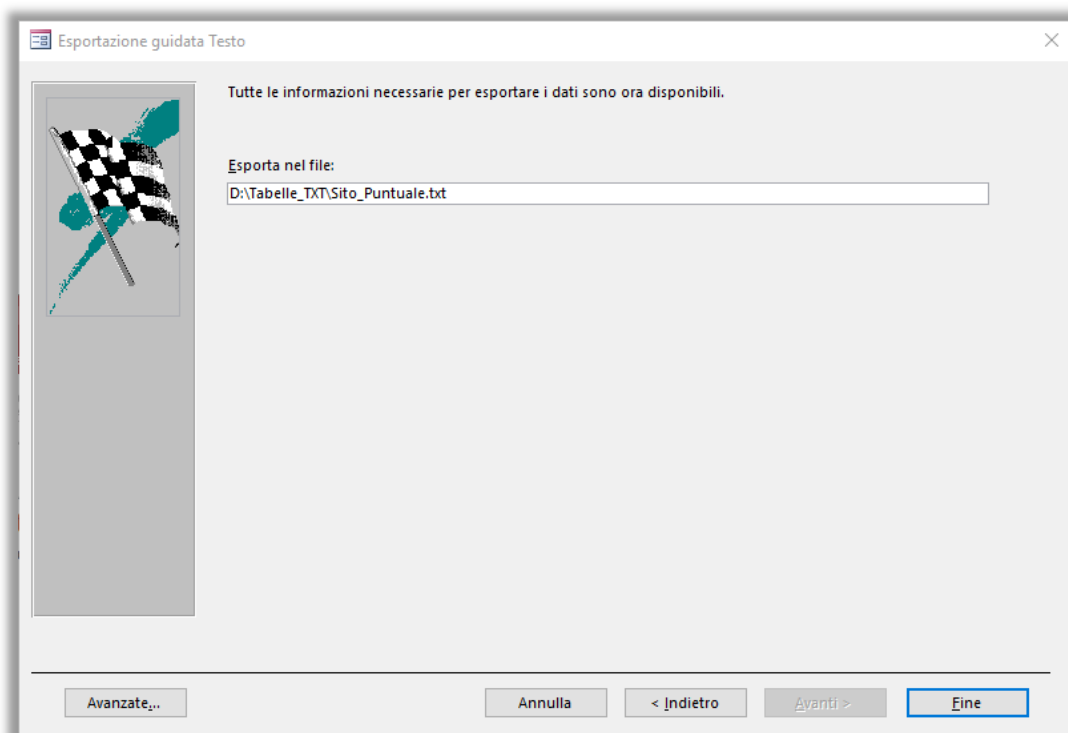 Esportazione guidata Testo
Tutte le informazioni necessarie per esportare i dati sono ora disponibili.
Esporta nel file:
D:\Tabelle_TXT\Sito_Puntuale.txt
Avanzate... Annulla < Indietro Avanti > Fine